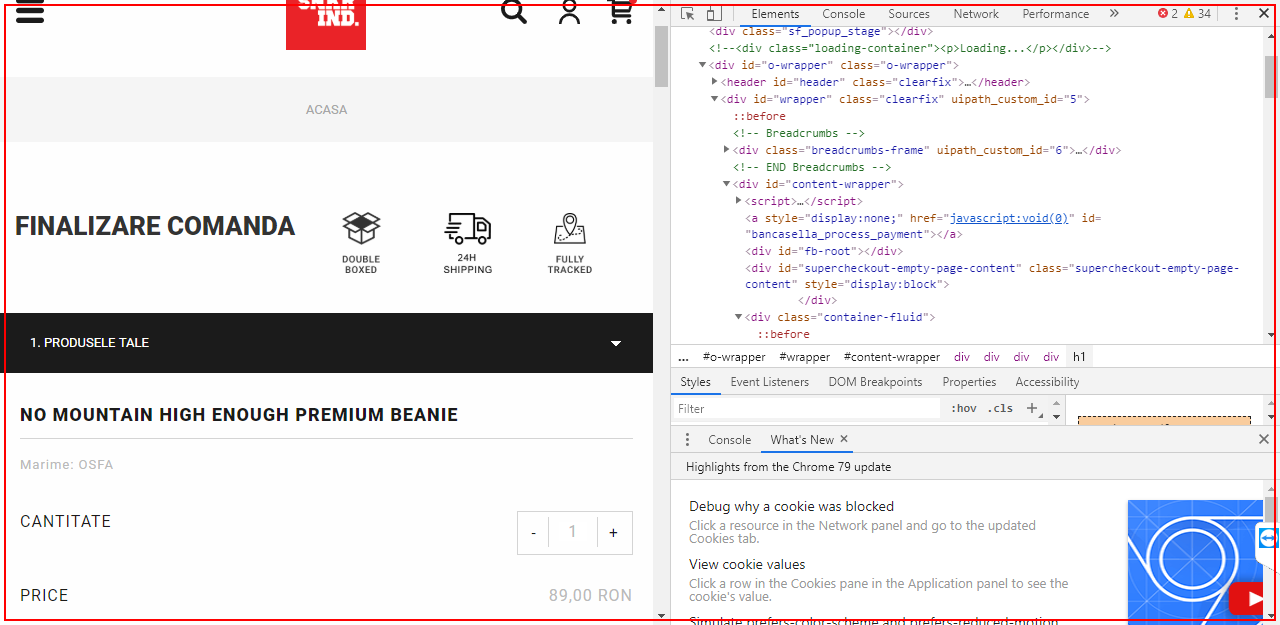 IND.
ACASA
FINALIZARE COMANDA
DOUBLE
BOXED
24H
SHIPPING
FULLY
TRACKED
1. PRODUSELE TALE
NO MOUNTAIN HIGH ENOUGH PREMIUM BEANIE
Marime: OSFA
CANTITATE
- 1 +
PRICE
89,00 RON
Elements Console Sources Network Performance » 2 34
<div class="sf_popup_stage"></div>
<!--<div class="loading-container"><p>Loading...</p></div>-->
<div id="o-wrapper" class="o-wrapper">
<header id="header" class="clearfix">…</header>
<div id="wrapper" class="clearfix" uipath_custom_id="5">
::before
<!-- Breadcrumbs -->
<div class="breadcrumbs-frame" uipath_custom_id="6">…</div>
<!-- END Breadcrumbs -->
<div id="content-wrapper">
<script>…</script>
<a style="display:none;" href="javascript:void(0)" id=
"bancasella_process_payment"></a>
<div id="fb-root"></div>
<div id="supercheckout-empty-page-content" class="supercheckout-empty-page-
content" style="display:block">
</div>
<div class="container-fluid">
::before
... #o-wrapper #wrapper #content-wrapper div div div div h1
Styles Event Listeners DOM Breakpoints Properties Accessibility
Filter :hov .cls +
Console What's New ×
Highlights from the Chrome 79 update
Debug why a cookie was blocked
Click a resource in the Network panel and go to the updated
Cookies tab.
View cookie values
Click a row in the Cookies pane in the Application panel to see the
cookie's value.
Simulate prefers-color-scheme and prefers-reduced-motion